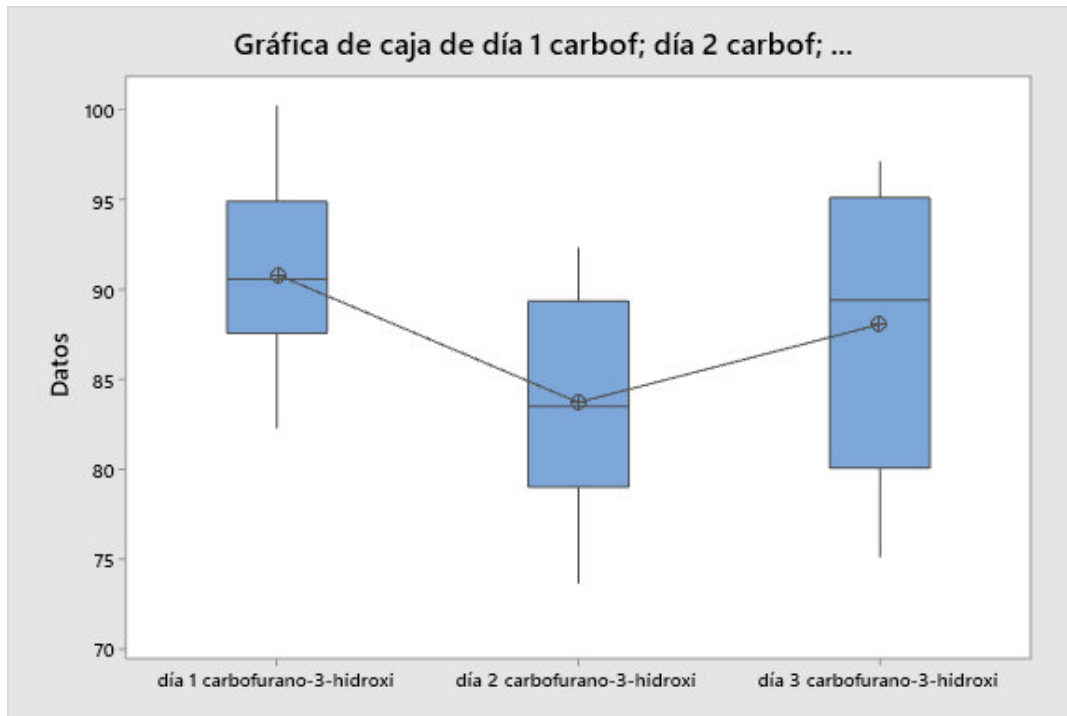 Gráfica de caja de día 1 carbof; día 2 carbof; ...
Datos
100
95
90
85
80
75
70
día 1 carbofurano-3-hidroxi
día 2 carbofurano-3-hidroxi
día 3 carbofurano-3-hidroxi